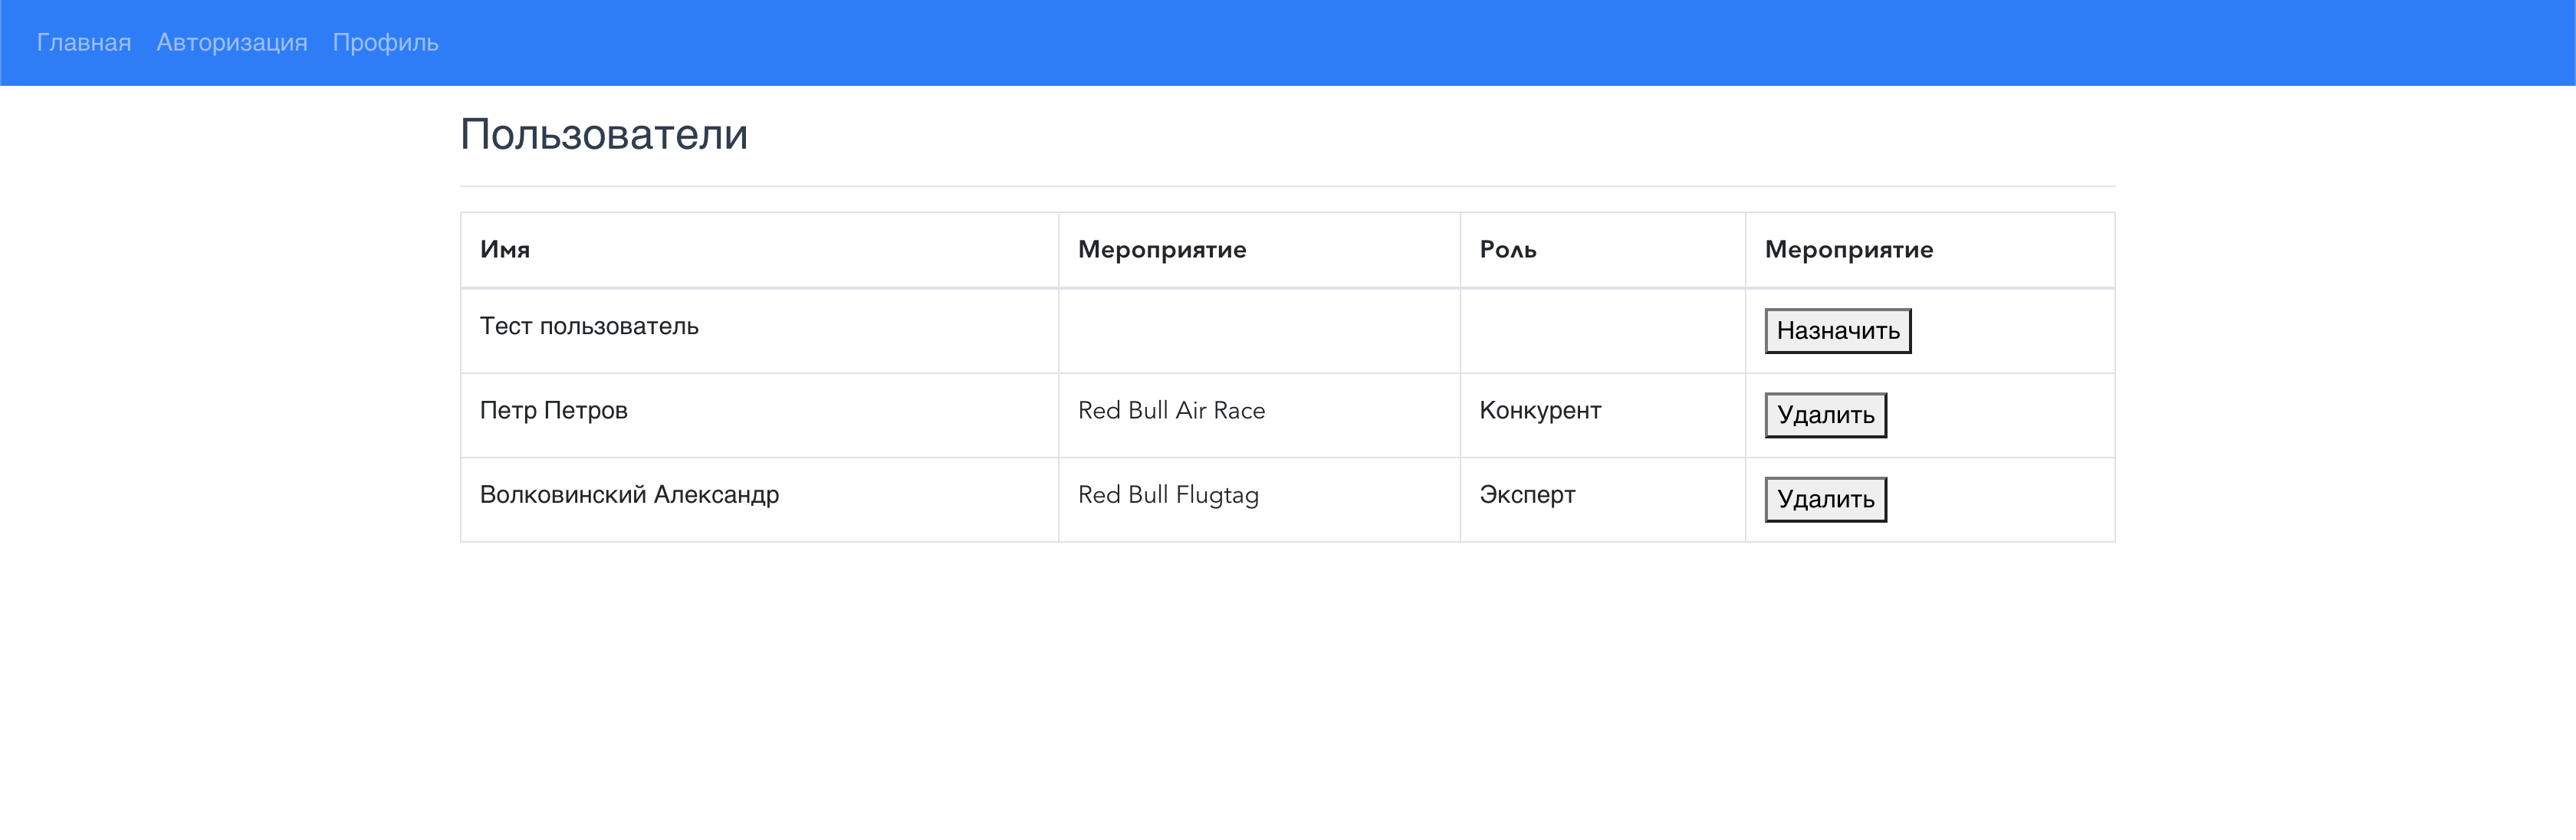 Главная Авторизация Профиль
Пользователи
Имя Мероприятие Роль Мероприятие
Тест пользователь Назначить
Петр Петров Red Bull Air Race Конкурент Удалить
Волковинский Александр Red Bull Flugtag Эксперт Удалить